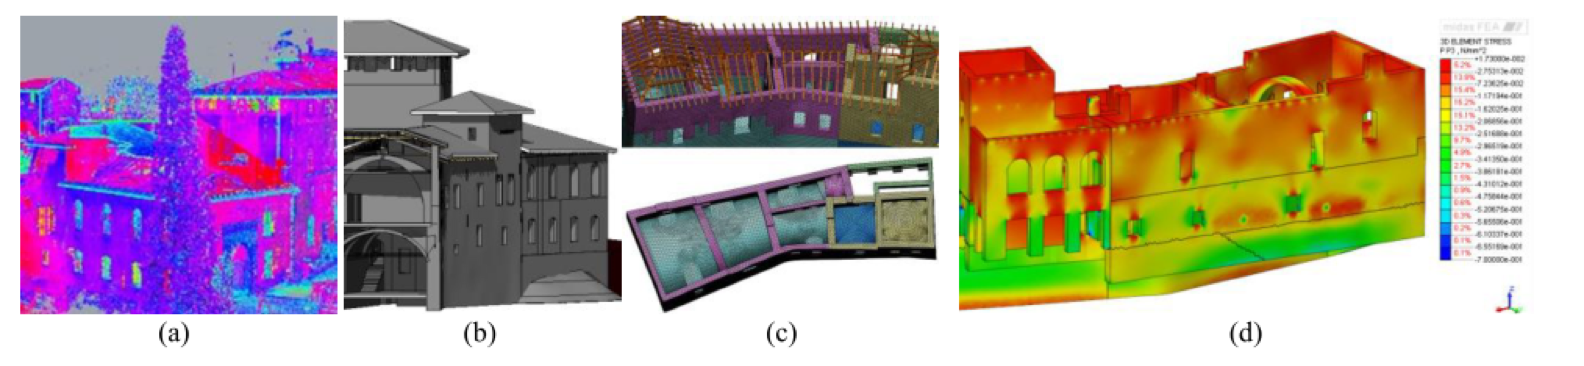 midas FEA
3D ELEMENT STRESS
P P3 , N/mm^2
+1.73080e-002
6.2%
-2.75313e-002
13.9%
-7.23625e-002
15.4%
-1.17194e-001
16.2%
-1.62025e-001
15.1%
-2.06856e-001
13.2%
-2.51688e-001
8.7%
-2.96519e-001
4.9%
-3.41350e-001
2.7%
-3.86181e-001
1.5%
-4.31012e-001
0.9%
-4.75844e-001
0.6%
-5.20675e-001
0.3%
-5.65506e-001
0.2%
-6.10337e-001
0.1%
-6.55169e-001
0.1%
-7.00000e-001
Z
(a)
(b)
(c)
(d)